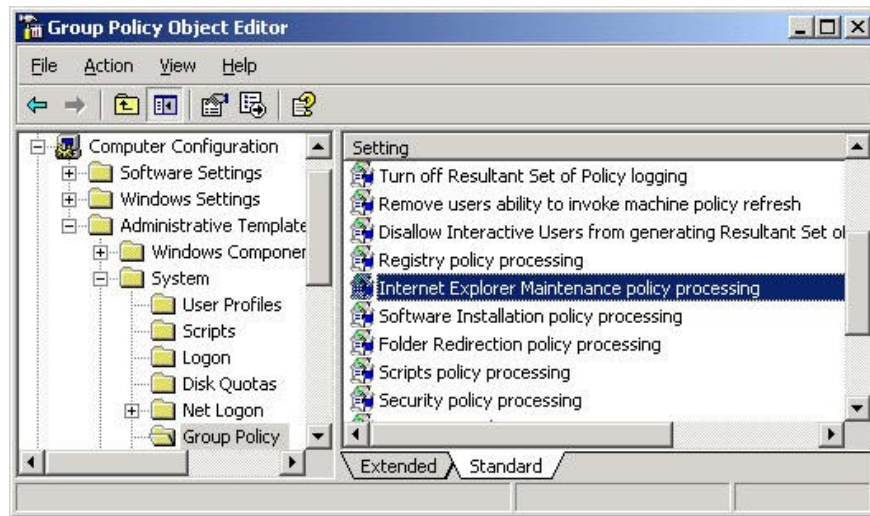 Group Policy Object Editor
File Action View Help
Computer Configuration
Software Settings
Windows Settings
Administrative Template
Windows Componen
System
User Profiles
Scripts
Logon
Disk Quotas
Net Logon
Group Policy
Setting
Turn off Resultant Set of Policy logging
Remove users ability to invoke machine policy refresh
Disallow Interactive Users from generating Resultant Set of
Registry policy processing
Internet Explorer Maintenance policy processing
Software Installation policy processing
Folder Redirection policy processing
Scripts policy processing
Security policy processing
Extended Standard